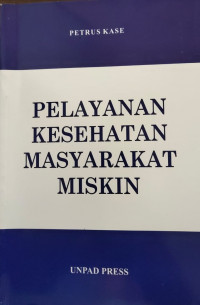 PETRUS KASE
PELAYANAN
KESEHATAN
MASYARAKAT
MISKIN
UNPAD PRESS